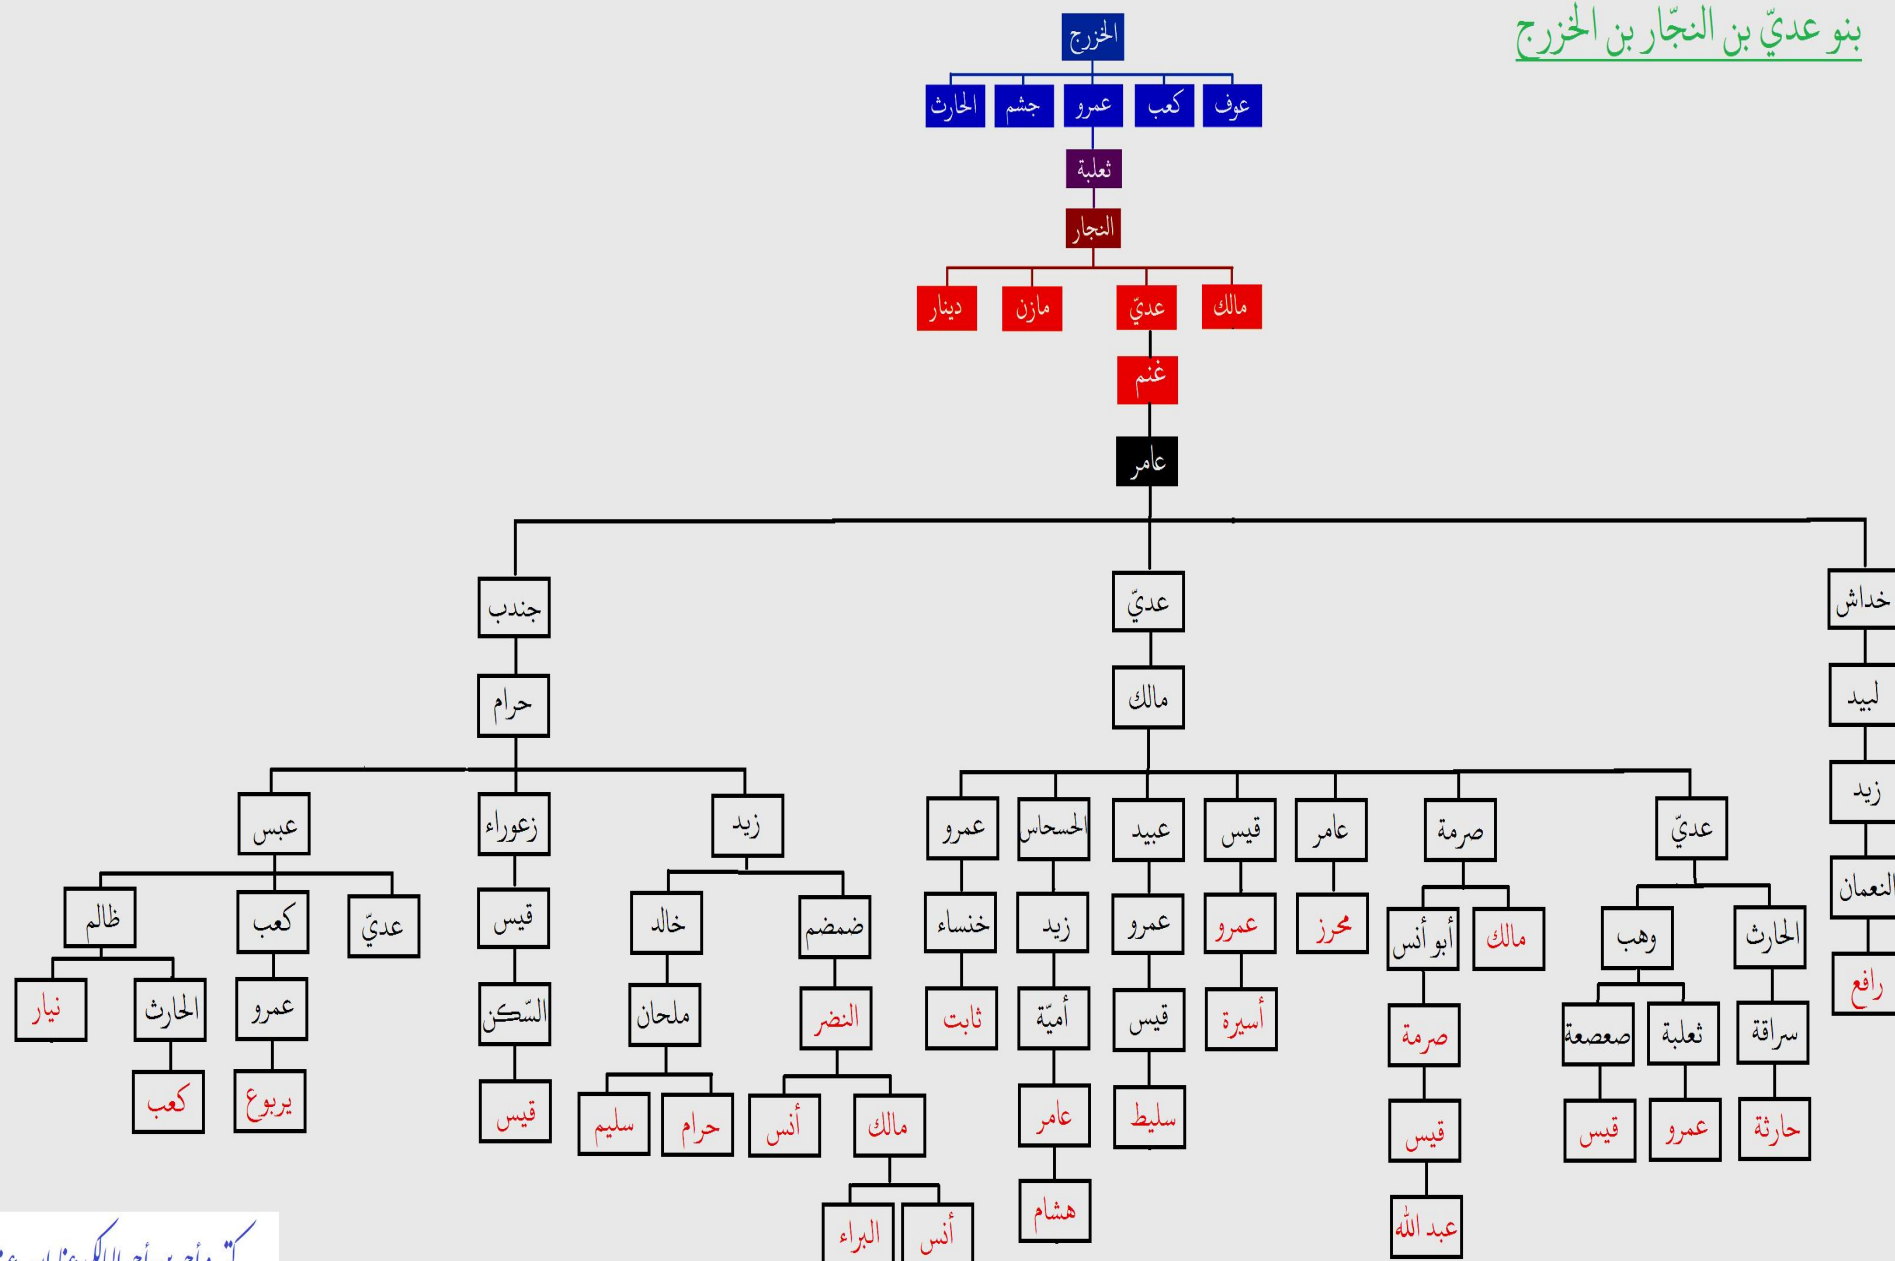 بنو عديّ بن النجّار بن الخزرج
الخزرج
عوف كعب عمرو جشم الحارث
ثعلبة
النجار
مالك عديّ مازن دينار
غنم
عامر
خداش عديّ جندب
لبيد مالك حرام
زيد عديّ صرمة عامر قيس عبيد الحسحاس عمرو زيد زعوراء عبس
النعمان الحارث وهب مالك أبو أنس محرز عمرو عمرو زيد خنساء ضمضم خالد قيس عديّ كعب ظالم
رافع سراقة ثعلبة صعصعة صرمة أسيرة قيس أميّة ثابت النضر ملحان السّكن عمرو الحارث نيار
حارثة عمرو قيس قيس سليط عامر مالك أنس حرام سليم قيس يربوع كعب
عبد الله هشام أنس البراء